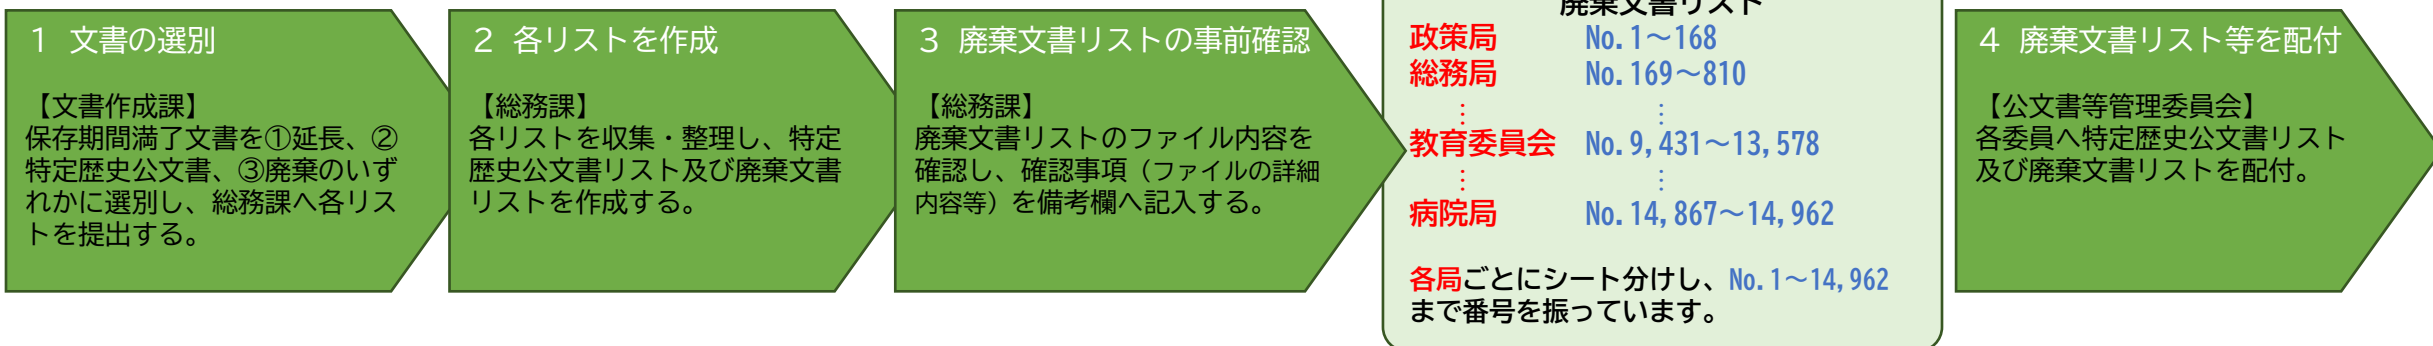 1 文書の選別
【文書作成課】
保存期間満了文書を①延長、②
特定歴史公文書、③廃棄のいず
れかに選別し、総務課へ各リス
トを提出する。
2 各リストを作成
【総務課】
各リストを収集・整理し、特定
歴史公文書リスト及び廃棄文書
リストを作成する。
3 廃棄文書リストの事前確認
【総務課】
廃棄文書リストのファイル内容を
確認し、確認事項（ファイルの詳細
内容等）を備考欄へ記入する。
廃棄文書リスト
政策局 No.1～168
総務局 No.169～810
⋮ ⋮
教育委員会 No.9,431～13,578
⋮ ⋮
病院局 No.14,867～14,962
各局ごとにシート分けし、No.1～14,962
まで番号を振っています。
4 廃棄文書リスト等を配付
【公文書等管理委員会】
各委員へ特定歴史公文書リスト
及び廃棄文書リストを配付。